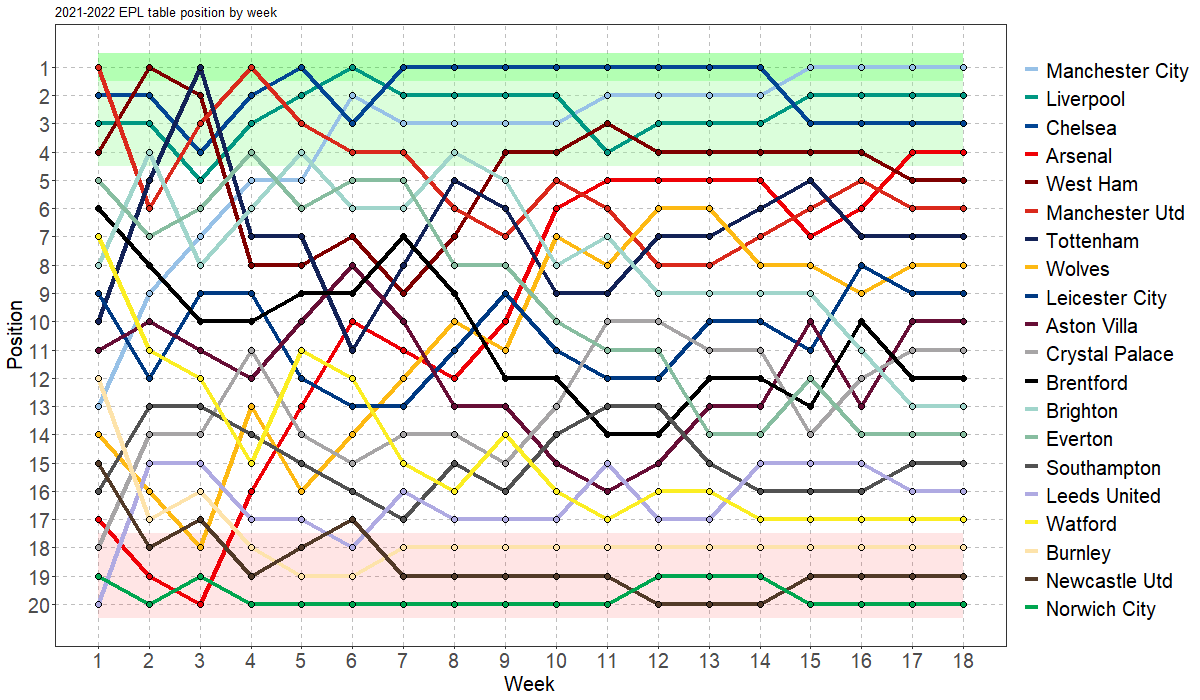 2021-2022 EPL table position by week
Position
1
2
3
4
5
6
7
8
9
10
11
12
13
14
15
16
17
18
19
20
1 2 3 4 5 6 7 8 9 10 11 12 13 14 15 16 17 18
Week
Manchester City
Liverpool
Chelsea
Arsenal
West Ham
Manchester Utd
Tottenham
Wolves
Leicester City
Aston Villa
Crystal Palace
Brentford
Brighton
Everton
Southampton
Leeds United
Watford
Burnley
Newcastle Utd
Norwich City